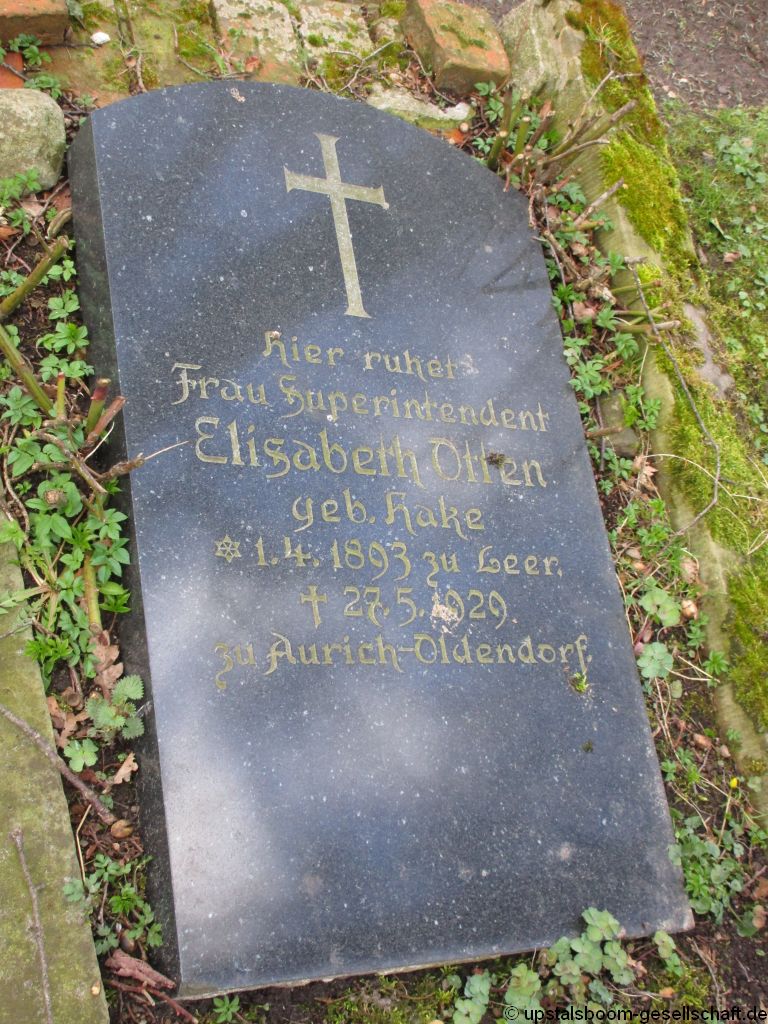 Hier ruhet
Frau Superintendent
Elisabeth Otten
geb. Hake
* 1. 4. 1893 zu Leer.
† 27. 5. 1929.
zu Aurich-Oldendorf.
© upstalsboom-gesellschaft.de